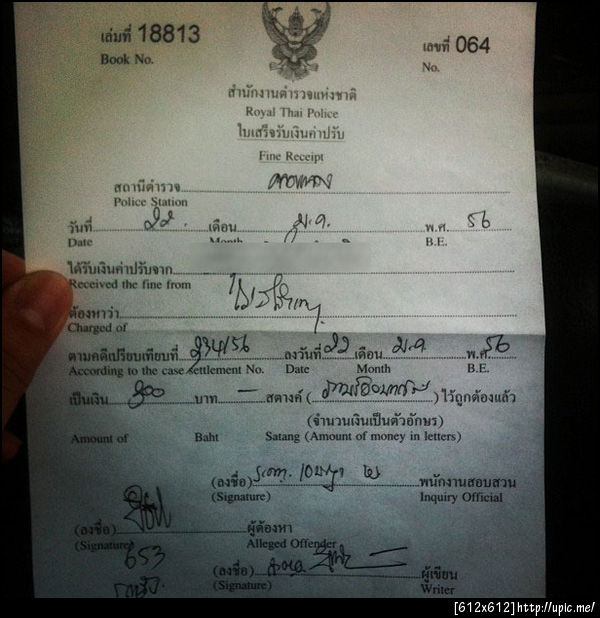 เล่มที่ 18813
Book No.
เลขที่ 064
No.
สำนักงานตำรวจแห่งชาติ
Royal Thai Police
ใบเสร็จรับเงินค่าปรับ
Fine Receipt
สถานีตำรวจ
Police Station
วันที่ 22 เดือน พ.ศ. 56
Date Month B.E.
ได้รับเงินค่าปรับจาก
Received the fine from
ต้องหาว่า
Charged of
ตามคดีเปรียบเทียบที่ 234/56 ลงวันที่ 22 เดือน พ.ศ. 56
According to the case settlement No. Date Month B.E.
เป็นเงิน บาท - สตางค์ ( ) ไว้ถูกต้องแล้ว
(จำนวนเงินเป็นตัวอักษร)
Amount of Baht Satang (Amount of money in letters)
(ลงชื่อ) พนักงานสอบสวน
(Signature) Inquiry Official
(ลงชื่อ) ผู้ต้องหา
(Signature) Alleged Offender
653
(ลงชื่อ) ผู้เขียน
(Signature) Writer
[612x612]http://upic.me/